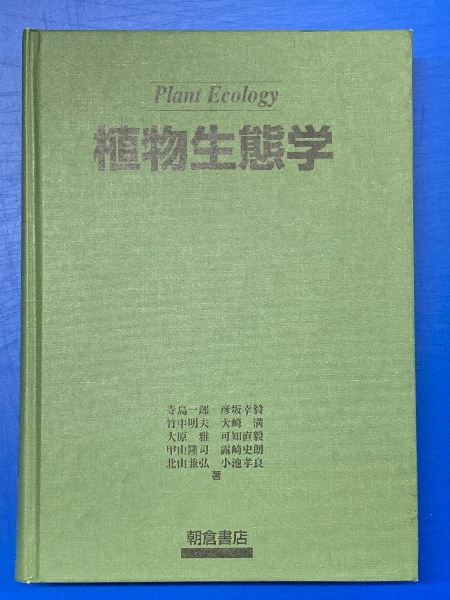 Plant Ecology
植物生態学
寺島一郎　彦坂幸毅
竹中明夫　大崎　満
大原　雅　可知直毅
甲山隆司　露崎史朗
北山兼弘　小池孝良
著
朝倉書店